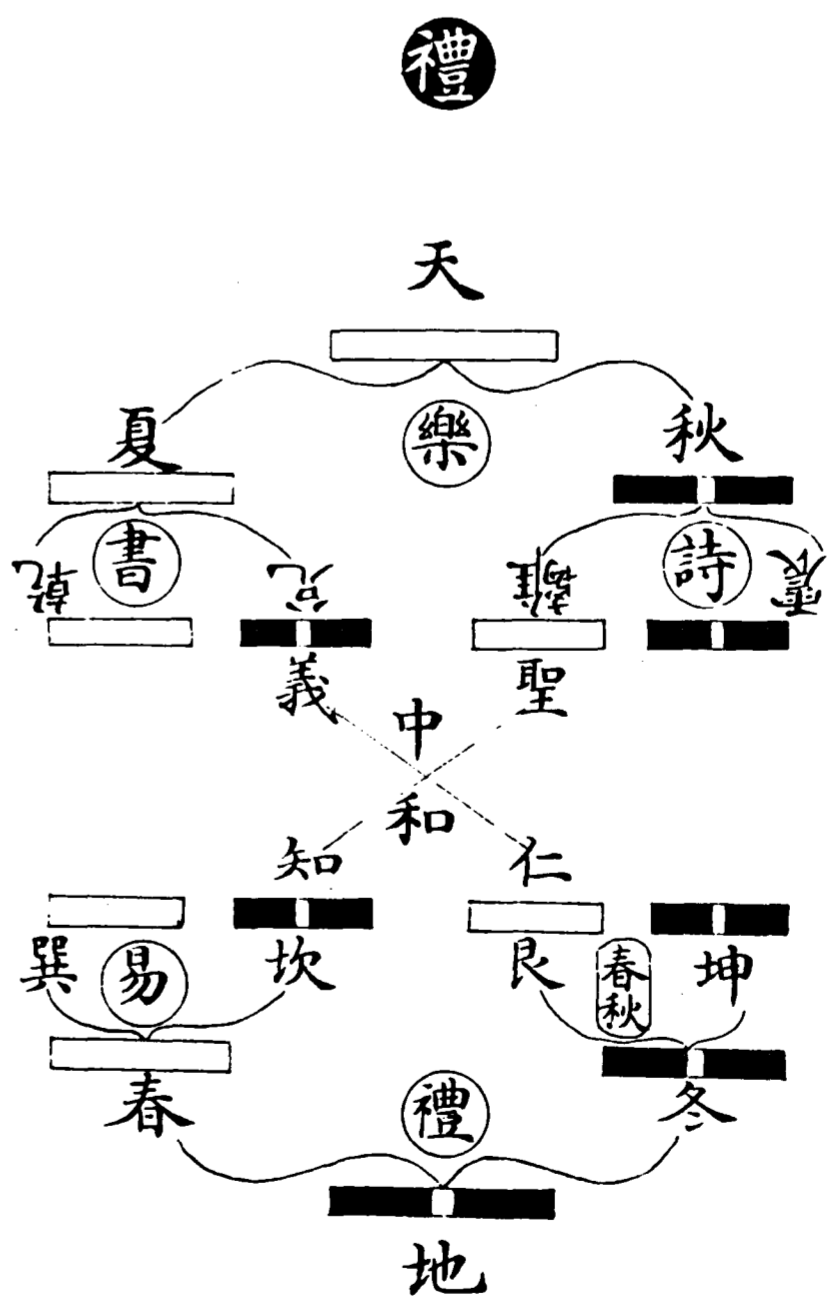 禮
天
夏 樂 秋
乾 書 兌 離 詩 震
義 中 聖
和
知 仁
巽 易 坎 艮 春秋 坤
春 禮 冬
地